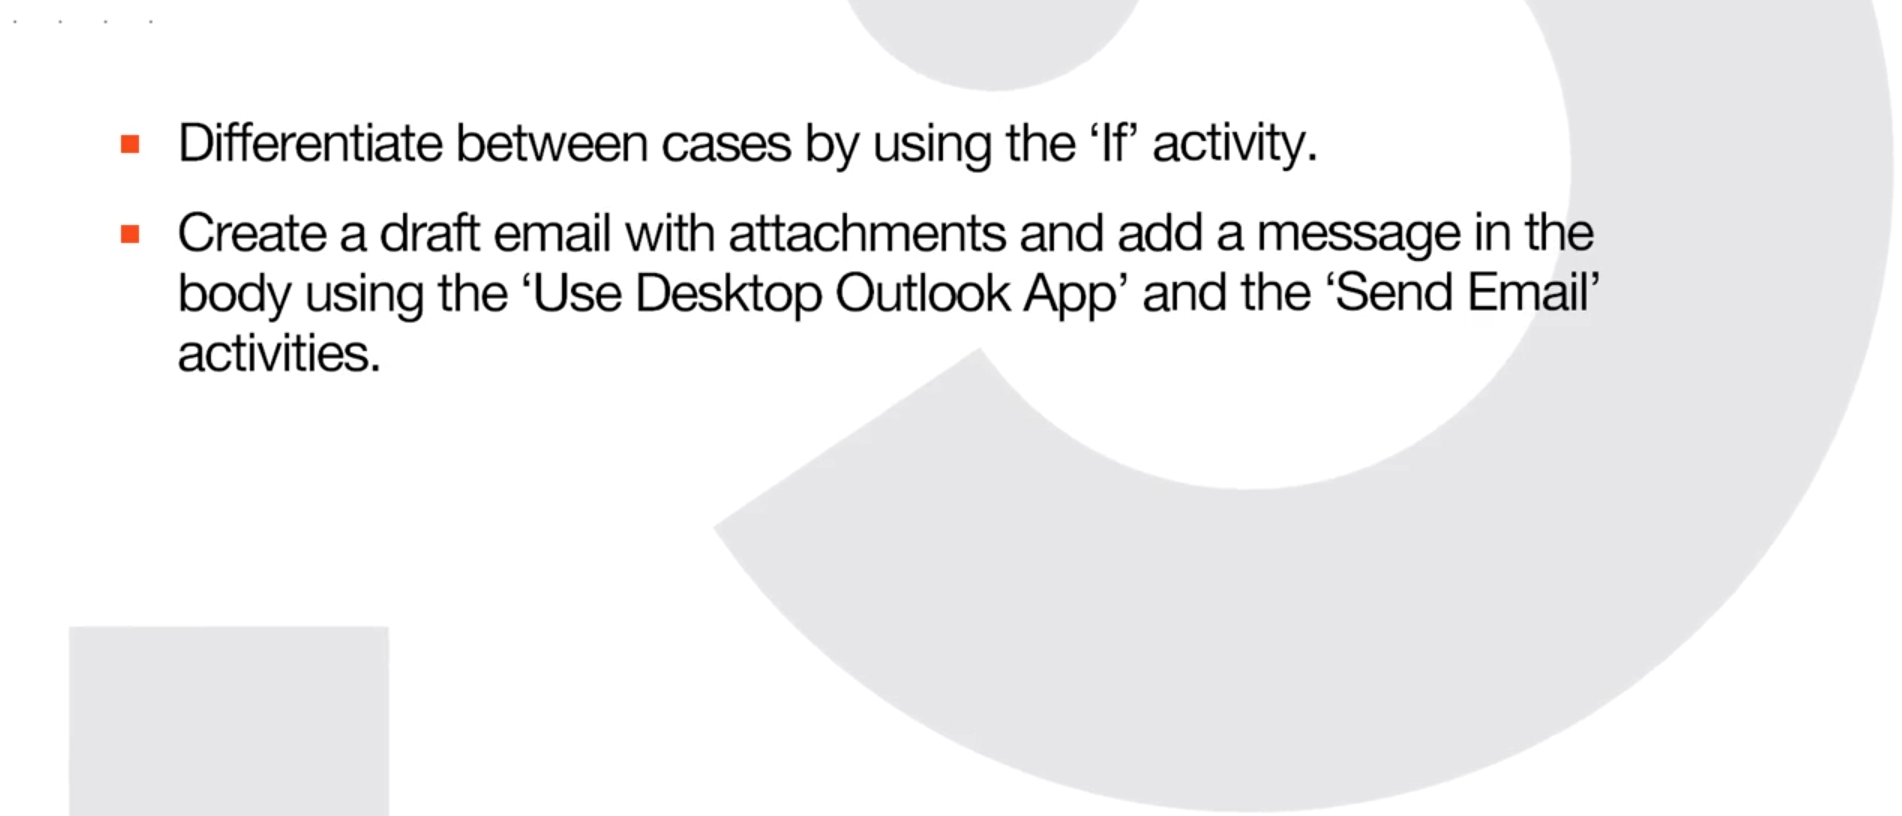 Differentiate between cases by using the ‘If’ activity.
Create a draft email with attachments and add a message in the
body using the ‘Use Desktop Outlook App’ and the ‘Send Email’
activities.